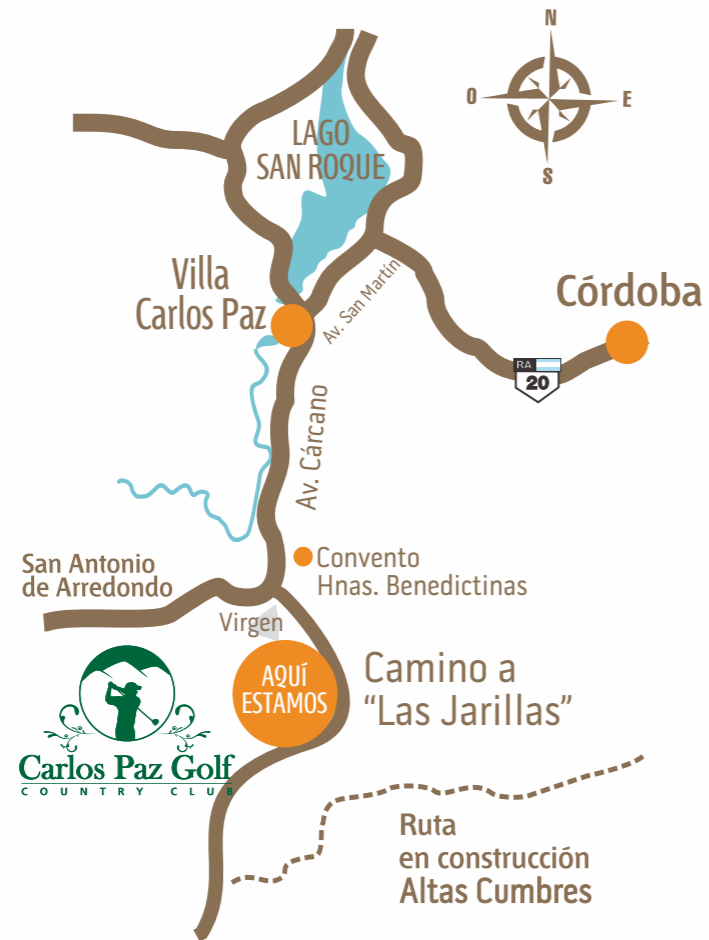 N
O
E
S
LAGO
SAN ROQUE
Villa
Carlos Paz
Av. San Martín
Córdoba
RA
20
Av. Cárcano
Convento
Hnas. Benedictinas
San Antonio
de Arredondo
Virgen
AQUÍ
ESTAMOS
Camino a
“Las Jarillas”
Carlos Paz Golf
COUNTRY CLUB
Ruta
en construcción
Altas Cumbres